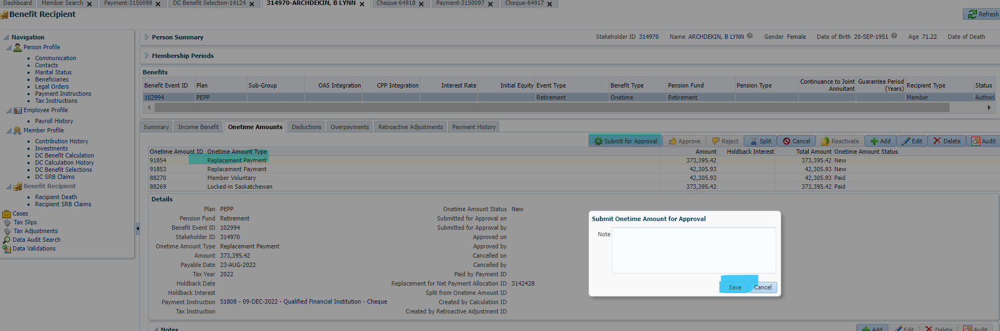 Dashboard Member Search Payment-3150098 DC Benefit Selection-14124 314970-ARCHDEKIN, B LYNN Cheque-64918 Payment-3150097 Cheque-64917
Benefit Recipient
Refresh
Navigation
Person Profile
Communication
Contacts
Marital Status
Beneficiaries
Legal Orders
Payment Instructions
Tax Instructions
Employee Profile
Payroll History
Member Profile
Contribution History
Investments
DC Benefit Calculation
DC Calculation History
DC Benefit Selections
DC SRB Claims
Benefit Recipient
Recipient Death
Recipient SRB Claims
Cases
Tax Slips
Tax Adjustments
Data Audit Search
Data Validations
Person Summary Stakeholder ID 314970 Name ARCHDEKIN, B LYNN Gender Female Date of Birth 20-SEP-1951 Age 71.22 Date of Death
Membership Periods
Benefits
Benefit Event ID Plan Sub-Group OAS Integration CPP Integration Interest Rate Initial Equity Event Type Benefit Type Pension Fund Pension Type Continuance to Joint Annuitant Guarantee Period (Years) Recipient Type Status
102994 PEPP Retirement Onetime Retirement Member Authori
Summary Income Benefit Onetime Amounts Deductions Overpayments Retroactive Adjustments Payment History
Submit for Approval Approve Reject Split Cancel Reactivate Add Edit Delete Audit
Onetime Amount ID Onetime Amount Type Amount Holdback Interest Total Amount Onetime Amount Status
91854 Replacement Payment 373,395.42 373,395.42 New
91853 Replacement Payment 42,305.93 42,305.93 New
88270 Member Voluntary 42,305.93 42,305.93 Paid
88269 Locked-in Saskatchewan 373,395.42 373,395.42 Paid
Details
Plan PEPP
Pension Fund Retirement
Benefit Event ID 102994
Stakeholder ID 314970
Onetime Amount Type Replacement Payment
Amount 373,395.42
Payable Date 23-AUG-2022
Tax Year 2022
Holdback Date
Holdback Interest
Payment Instruction 51808 - 09-DEC-2022 - Qualified Financial Institution - Cheque
Tax Instruction
Onetime Amount Status New
Submitted for Approval on
Submitted for Approval by
Approved on
Approved by
Cancelled on
Cancelled by
Paid by Payment ID
Replacement for Net Payment Allocation ID 3142428
Split from Onetime Amount ID
Created by Calculation ID
Created by Retroactive Adjustment ID
Submit Onetime Amount for Approval
Note
Save Cancel
Notes Add Edit Delete Audit